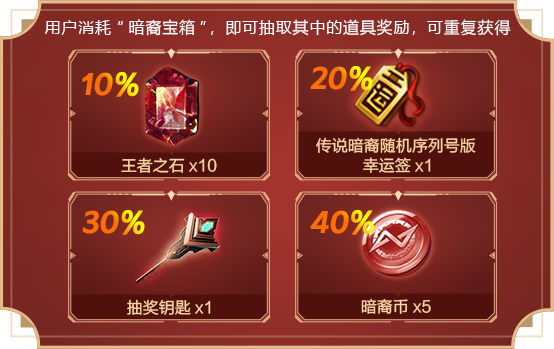 用户消耗“暗裔宝箱”，即可抽取其中的道具奖励，可重复获得
10%
王者之石 x10
20%
传说暗裔随机序列号版
幸运签 x1
30%
抽奖钥匙 x1
40%
暗裔币 x5